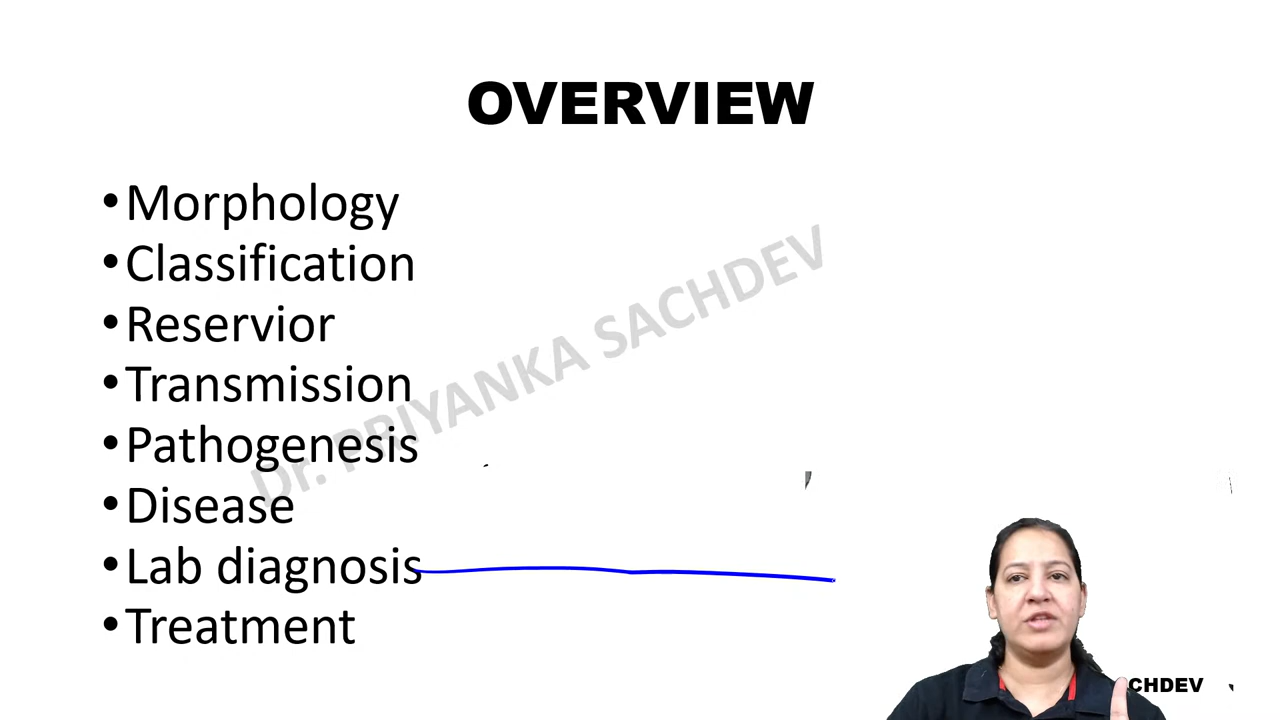 OVERVIEW
•Morphology
•Classification
•Reservior
•Transmission
•Pathogenesis
•Disease
•Lab diagnosis
•Treatment
Dr. PRIYANKA SACHDEV
CHDEV